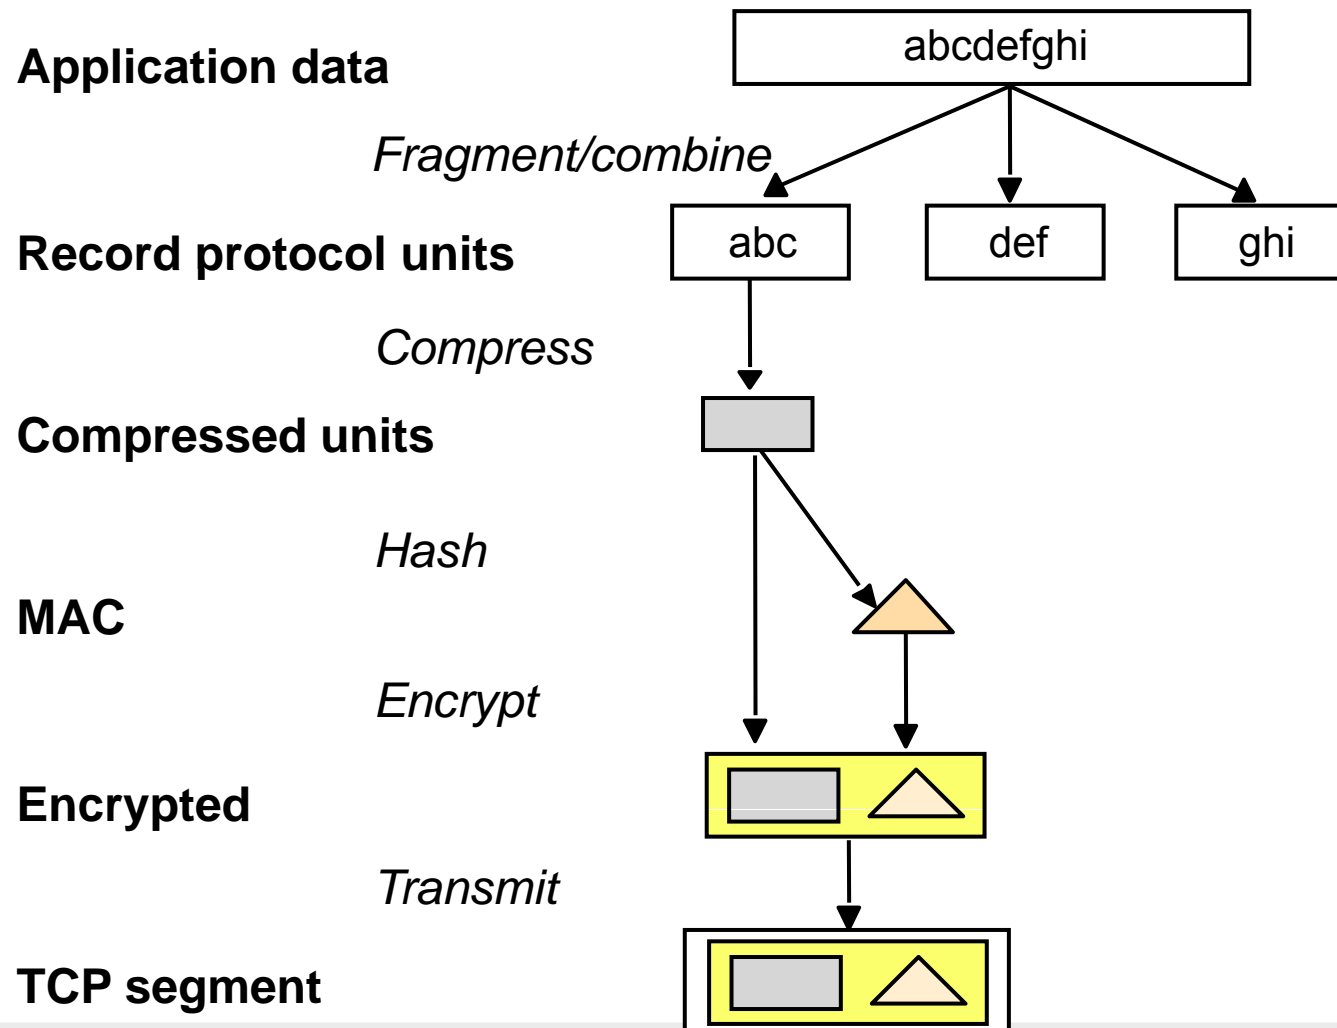 abcdefghi
Application data
Fragment/combine
abc def ghi
Record protocol units
Compress
Compressed units
Hash
MAC
Encrypt
Encrypted
Transmit
TCP segment